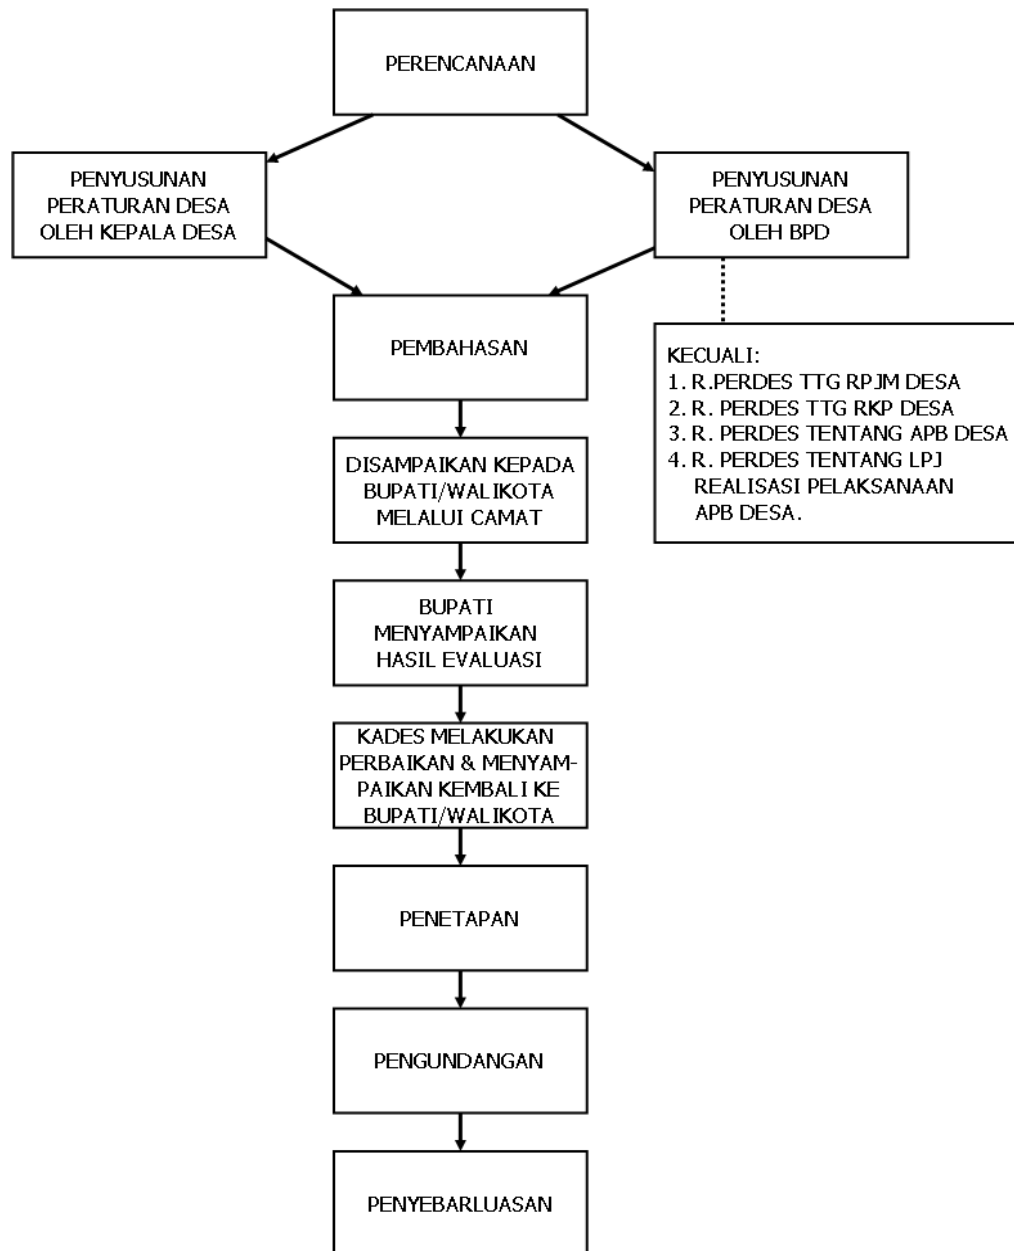 PERENCANAAN
PENYUSUNAN
PERATURAN DESA
OLEH KEPALA DESA
PENYUSUNAN
PERATURAN DESA
OLEH BPD
PEMBAHASAN
KECUALI:
1. R.PERDES TTG RPJM DESA
2. R. PERDES TTG RKP DESA
3. R. PERDES TENTANG APB DESA
4. R. PERDES TENTANG LPJ
REALISASI PELAKSANAAN
APB DESA.
DISAMPAIKAN KEPADA
BUPATI/WALIKOTA
MELALUI CAMAT
BUPATI
MENYAMPAIKAN
HASIL EVALUASI
KADES MELAKUKAN
PERBAIKAN & MENYAM-
PAIKAN KEMBALI KE
BUPATI/WALIKOTA
PENETAPAN
PENGUNDANGAN
PENYEBARLUASAN